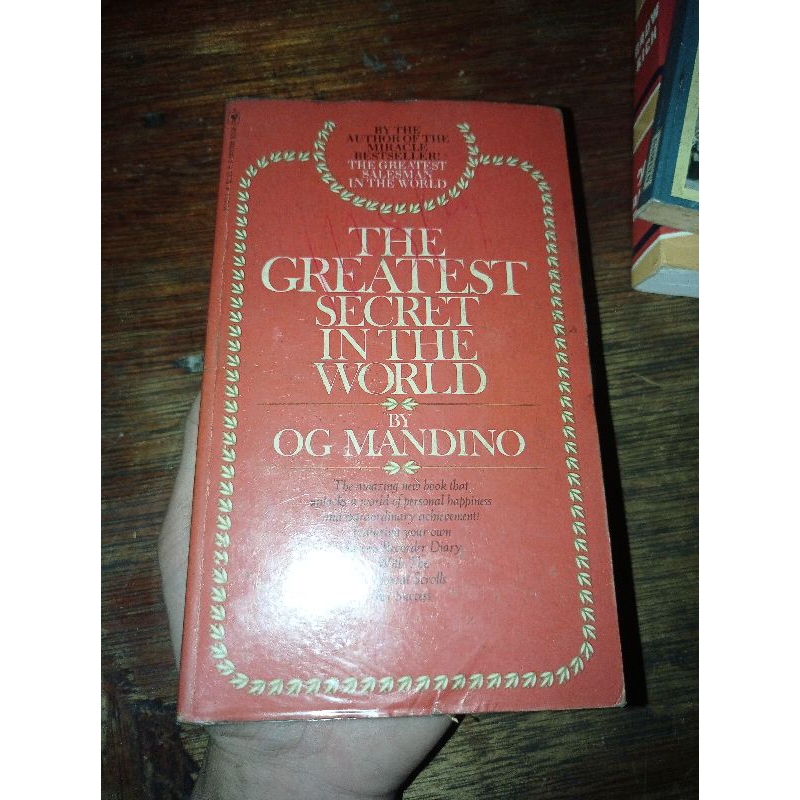 BY THE
AUTHOR OF THE
MIRACLE
BESTSELLER!
THE GREATEST
SALESMAN
IN THE WORLD
THE
GREATEST
SECRET
IN THE
WORLD
BY
OG MANDINO
The amazing new book that
unlocks a world of personal happiness
and extraordinary achievement!
your own
Recorder Diary
With The
Scrolls
Success